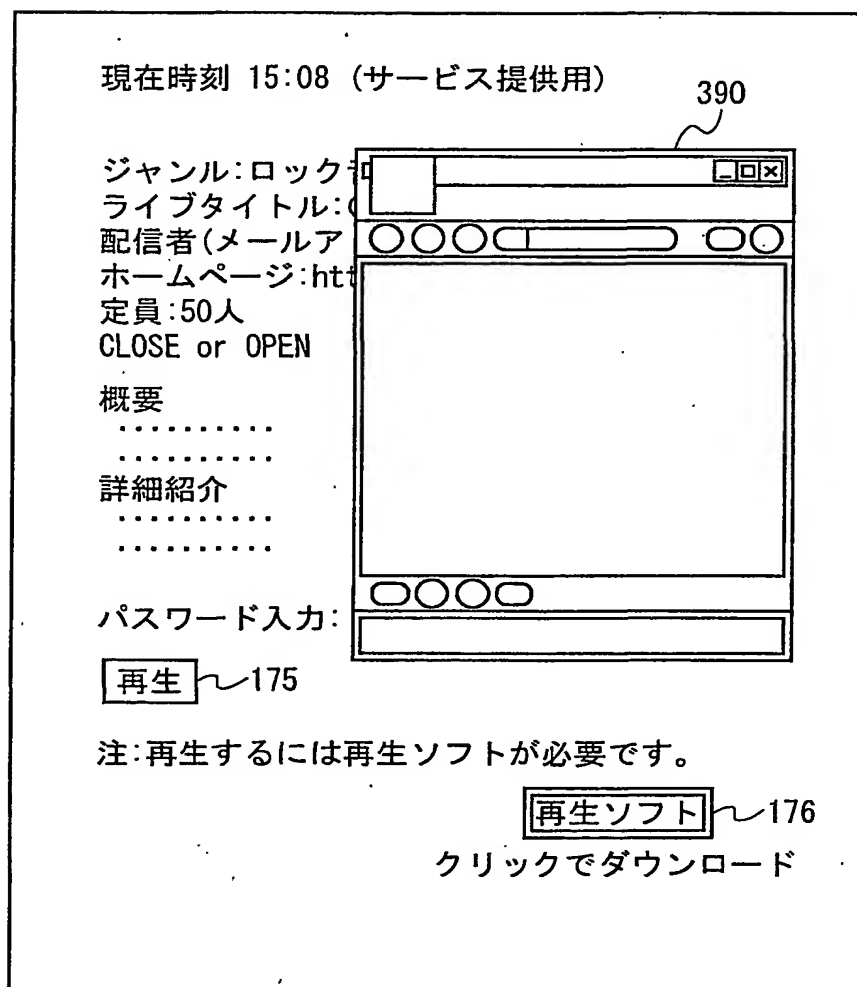 現在時刻 15:08 (サービス提供用)
390
ジャンル:ロック
ライブタイトル:
配信者(メールア
ホームページ:htt
定員:50人
CLOSE or OPEN
概要
..........
..........
詳細紹介
..........
..........
パスワード入力:
再生 175
注:再生するには再生ソフトが必要です。
再生ソフト 176
クリックでダウンロード